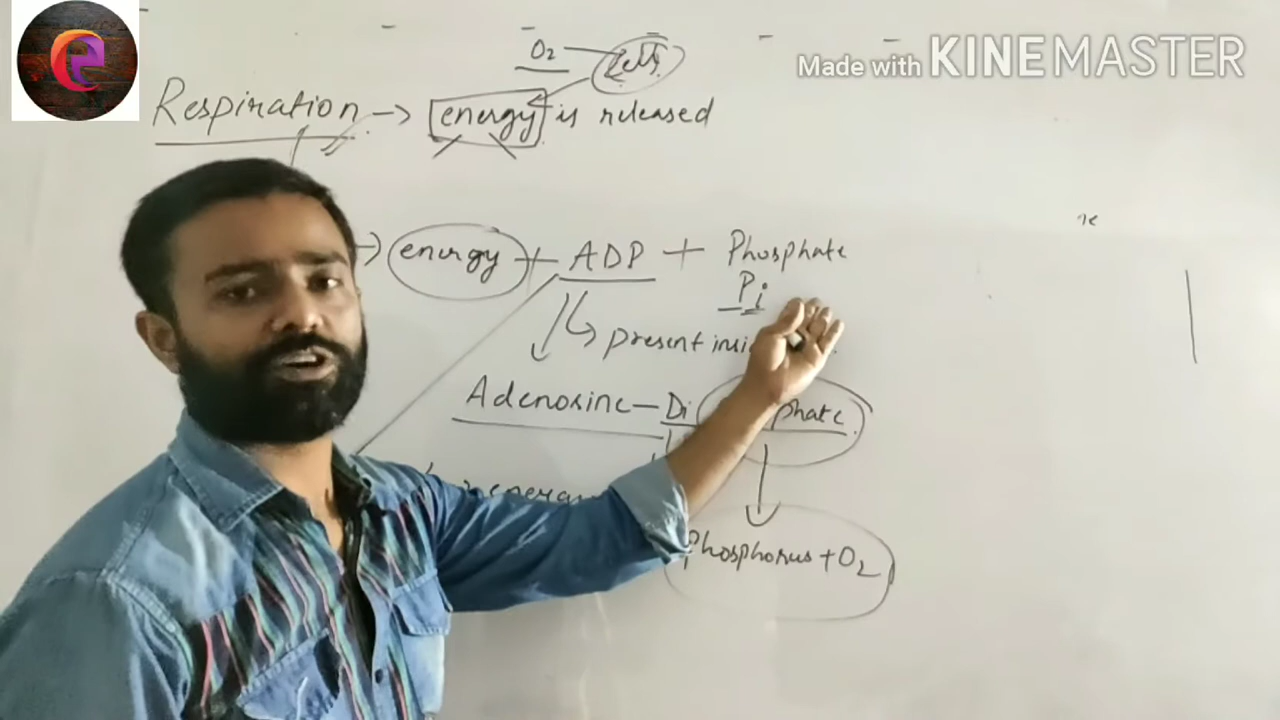 Made with KINEMASTER
O2 cells
Respiration → energy is released
→ energy + ADP + Phosphate
Pi
present
Adenosine - Di phate
Phosphorus + O2